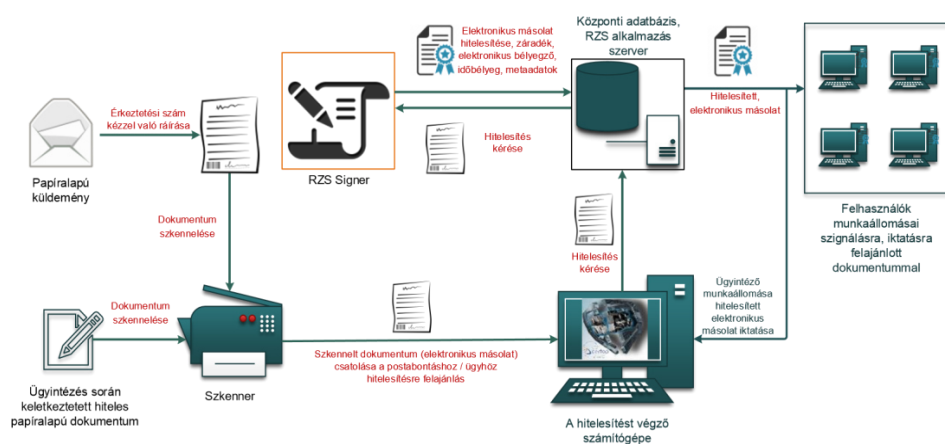 Érkeztetési szám
kézzel való ráírása
Papíralapú
küldemény
Dokumentum
szkennelése
RZS Signer
Elektronikus másolat
hitelesítése, záradék,
elektronikus bélyegző,
időbélyeg, metaadatok
Hitelesítés
kérése
Központi adatbázis,
RZS alkalmazás
szerver
Hitelesített,
elektronikus másolat
Felhasználók
munkaállomásai
szignálásra, iktatásra
felajánlott
dokumentummal
Hitelesítés
kérése
Ügyintéző
munkaállomása
hitelesített
elektronikus
másolat iktatása
Dokumentum
szkennelése
Ügyintézés során
keletkeztetett hiteles
papíralapú dokumentum
Szkenner
Szkennelt dokumentum (elektronikus másolat)
csatolása a postabontáshoz / ügyhöz
hitelesítésre felajánlás
A hitelesítést végző
számítógépe